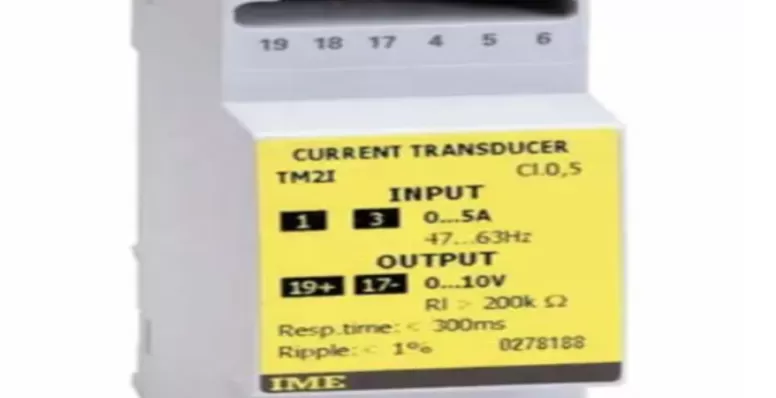 19 18 17 4 5 6
CURRENT TRANSDUCER
TM2I Cl.0,5
INPUT
1 3 0...5A
47...63Hz
OUTPUT
19+ 17- 0...10V
RI > 200k Ω
Resp.time: < 300ms
Ripple: < 1% 0278188
IME